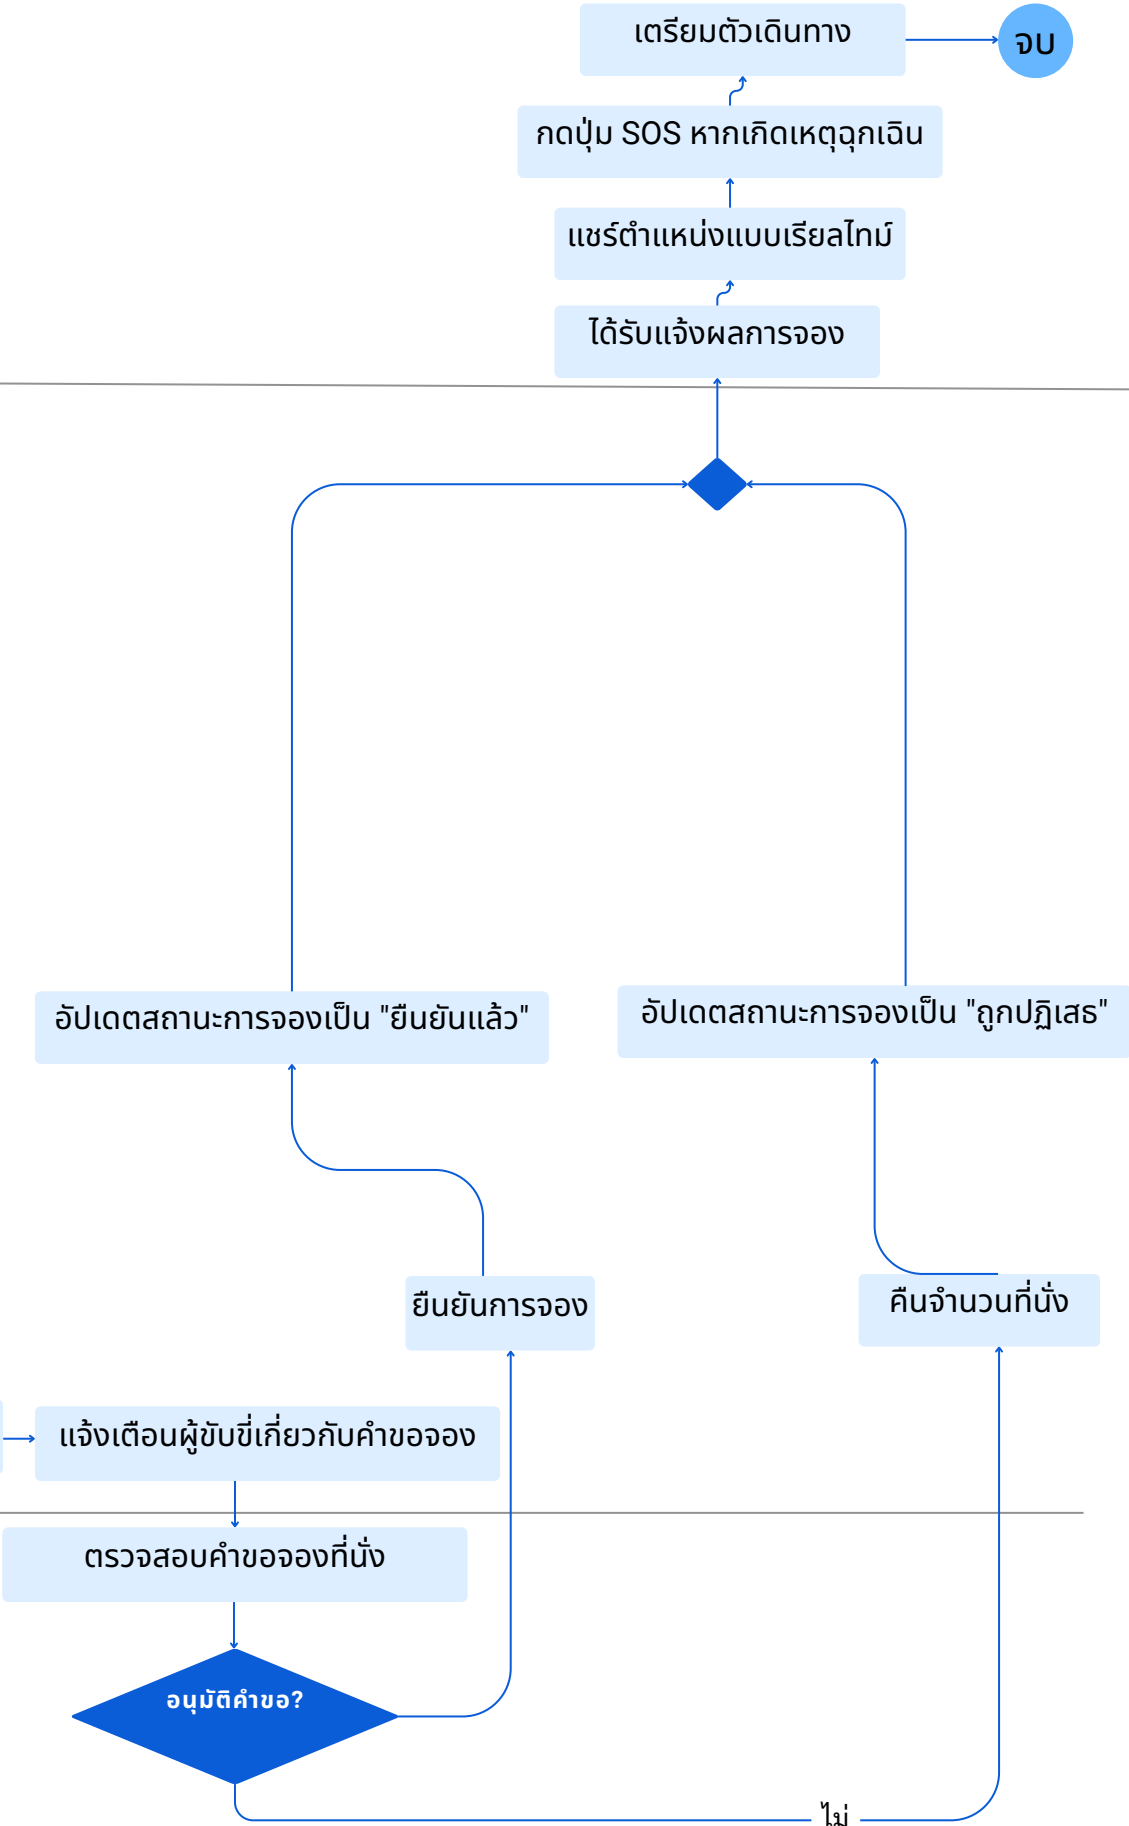 เตรียมตัวเดินทาง
จบ
กดปุ่ม SOS หากเกิดเหตุฉุกเฉิน
แชร์ตำแหน่งแบบเรียลไทม์
ได้รับแจ้งผลการจอง
อัปเดตสถานะการจองเป็น "ยืนยันแล้ว"
อัปเดตสถานะการจองเป็น "ถูกปฏิเสธ"
ยืนยันการจอง
คืนจำนวนที่นั่ง
แจ้งเตือนผู้ขับขี่เกี่ยวกับคำขอจอง
ตรวจสอบคำขอจองที่นั่ง
อนุมัติคำขอ?
ไม่